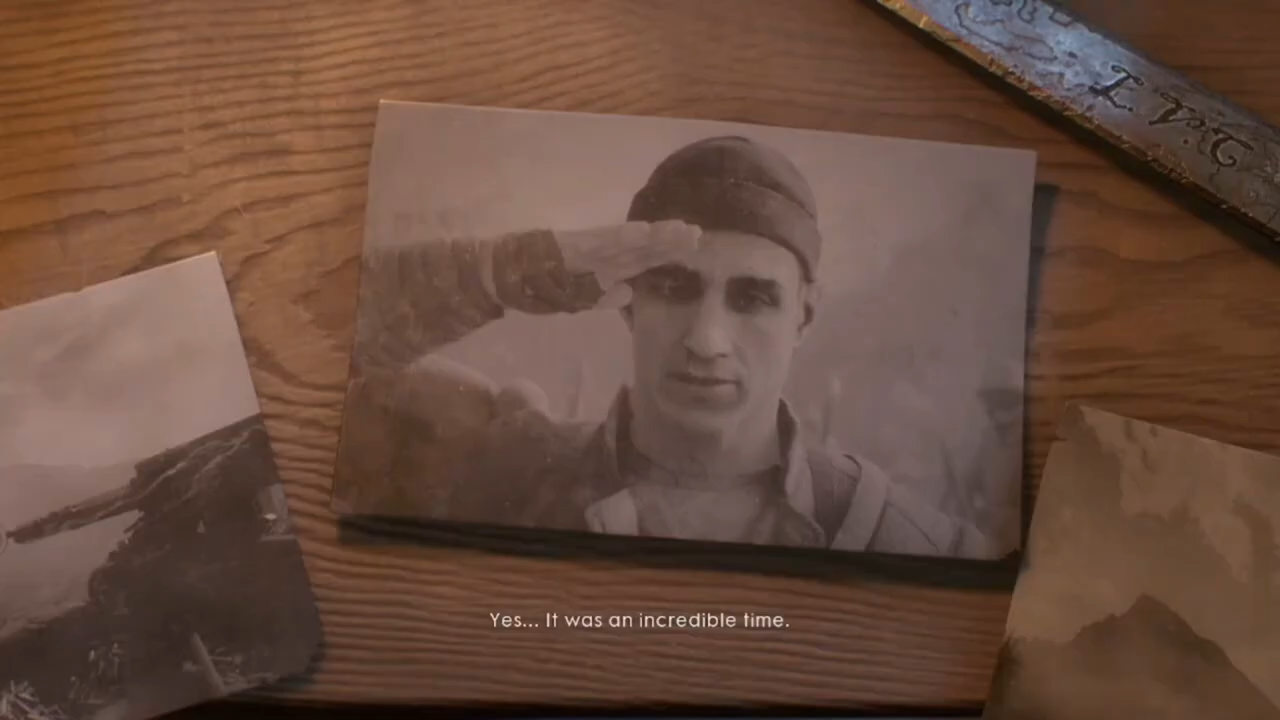 I. V. T
Yes... It was an incredible time.